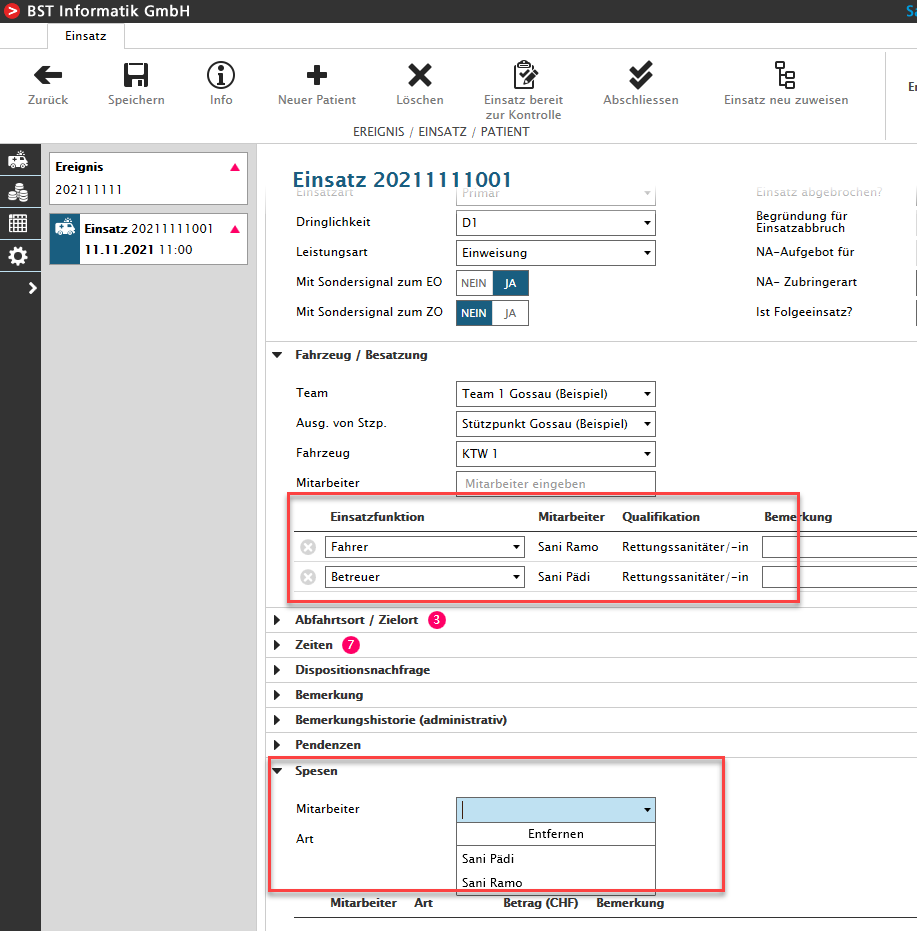 BST Informatik GmbH
Einsatz
Zurück
Speichern
Info
Neuer Patient
Löschen
Einsatz bereit
zur Kontrolle
Abschliessen
Einsatz neu zuweisen
EREIGNIS / EINSATZ / PATIENT
Ereignis
202111111
Einsatz 20211111001
11.11.2021 11:00
Einsatz 20211111001
Einsatzart Primär Einsatz abgebrochen?
Dringlichkeit D1 Begründung für
Einsatzabbruch
Leistungsart Einweisung NA-Aufgebot für
Mit Sondersignal zum EO NEIN JA NA- Zubringerart
Mit Sondersignal zum ZO NEIN JA Ist Folgeeinsatz?
Fahrzeug / Besatzung
Team Team 1 Gossau (Beispiel)
Ausg. von Stzp. Stützpunkt Gossau (Beispiel)
Fahrzeug KTW 1
Mitarbeiter Mitarbeiter eingeben
Einsatzfunktion Mitarbeiter Qualifikation Bemerkung
Fahrer Sani Ramo Rettungssanitäter/-in
Betreuer Sani Pädi Rettungssanitäter/-in
Abfahrtsort / Zielort 3
Zeiten 7
Dispositionsnachfrage
Bemerkung
Bemerkungshistorie (administrativ)
Pendenzen
Spesen
Mitarbeiter
Entfernen
Art
Sani Pädi
Sani Ramo
Mitarbeiter Art Betrag (CHF) Bemerkung